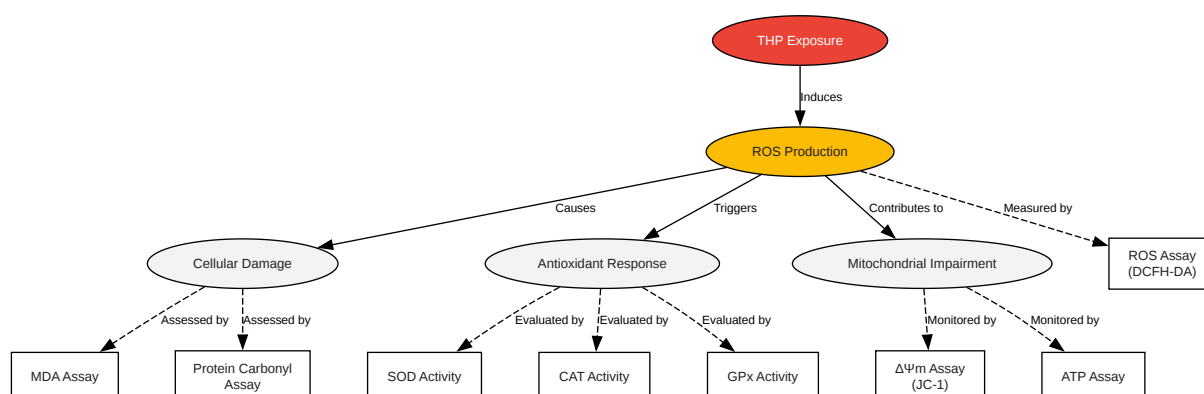 THP Exposure
Induces
ROS Production
Causes
Triggers
Contributes to
Measured by
Cellular Damage
Antioxidant Response
Mitochondrial Impairment
ROS Assay
(DCFH-DA)
Assessed by
Assessed by
Evaluated by
Evaluated by
Evaluated by
Monitored by
Monitored by
MDA Assay
Protein Carbonyl
Assay
SOD Activity
CAT Activity
GPx Activity
ΔΨm Assay
(JC-1)
ATP Assay